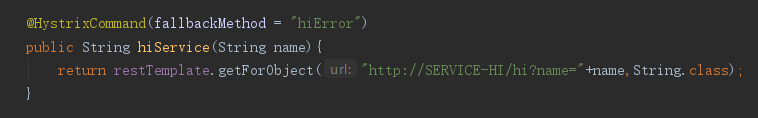 @HystrixCommand(fallbackMethod = "hiError")
public String hiService(String name){
return restTemplate.getForObject( url: "http://SERVICE-HI/hi?name="+name,String.class);
}